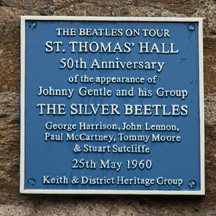 THE BEATLES ON TOUR
ST. THOMAS' HALL
50th Anniversary
of the appearance of
Johnny Gentle and his Group
THE SILVER BEETLES
George Harrison, John Lennon,
Paul McCartney, Tommy Moore
& Stuart Sutcliffe
25th May 1960
Keith & District Heritage Group